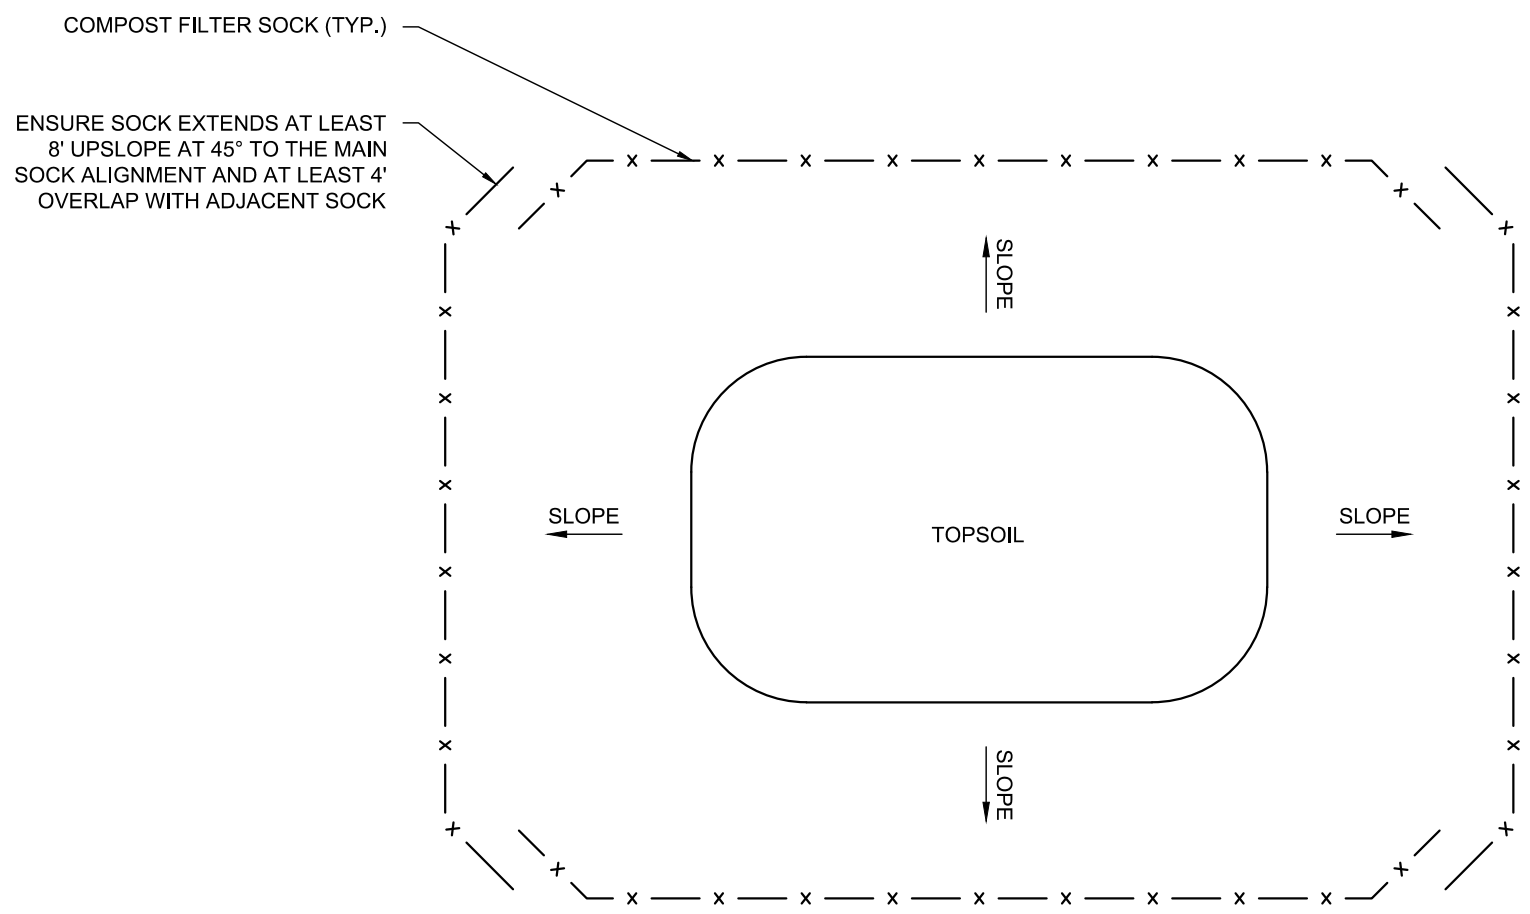 COMPOST FILTER SOCK (TYP.)
ENSURE SOCK EXTENDS AT LEAST
8' UPSLOPE AT 45° TO THE MAIN
SOCK ALIGNMENT AND AT LEAST 4'
OVERLAP WITH ADJACENT SOCK
SLOPE
SLOPE
TOPSOIL
SLOPE
SLOPE